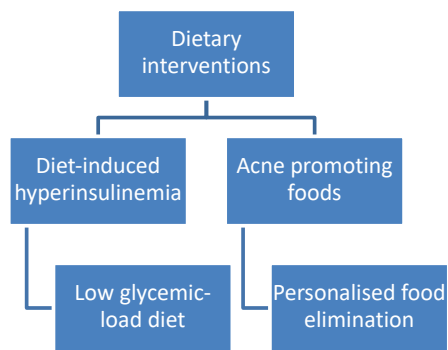 Dietary
interventions
Diet-induced
hyperinsulinemia
Acne promoting
foods
Low glycemic-
load diet
Personalised food
elimination